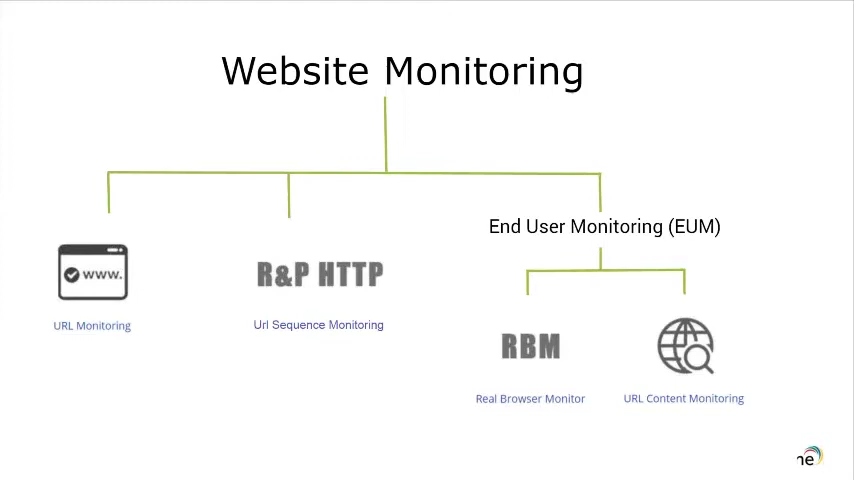 Website Monitoring
End User Monitoring (EUM)
www.
R&P HTTP
URL Monitoring
Url Sequence Monitoring
RBM
Real Browser Monitor
URL Content Monitoring
ne